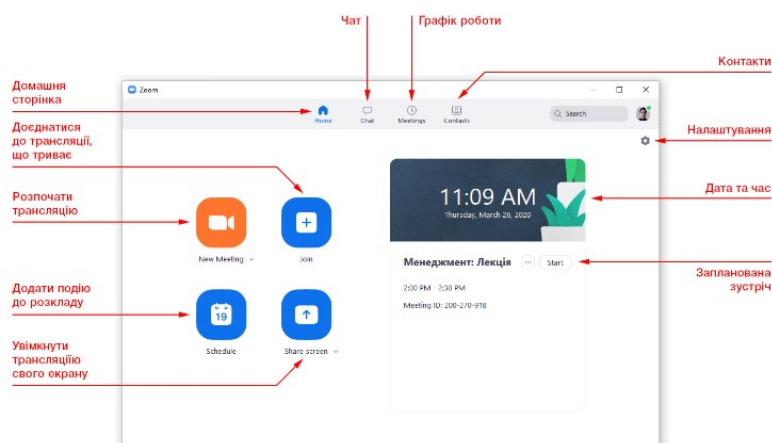 Чат
Графік роботи
Контакти
Домашня
сторінка
Zoom
Home
Chat
Meetings
Contacts
Search
Доєднатися
до трансляції,
що триває
Налаштування
Розпочати
трансляцію
11:09 AM
Thursday, March 26, 2020
Дата та час
New Meeting
Join
Менеджмент: Лекція
Start
Запланована
зустріч
2:00 PM - 2:30 PM
Meeting ID: 200-270-918
Додати подію
до розкладу
19
Schedule
Share screen
Увімкнути
трансляціію
свого екрану